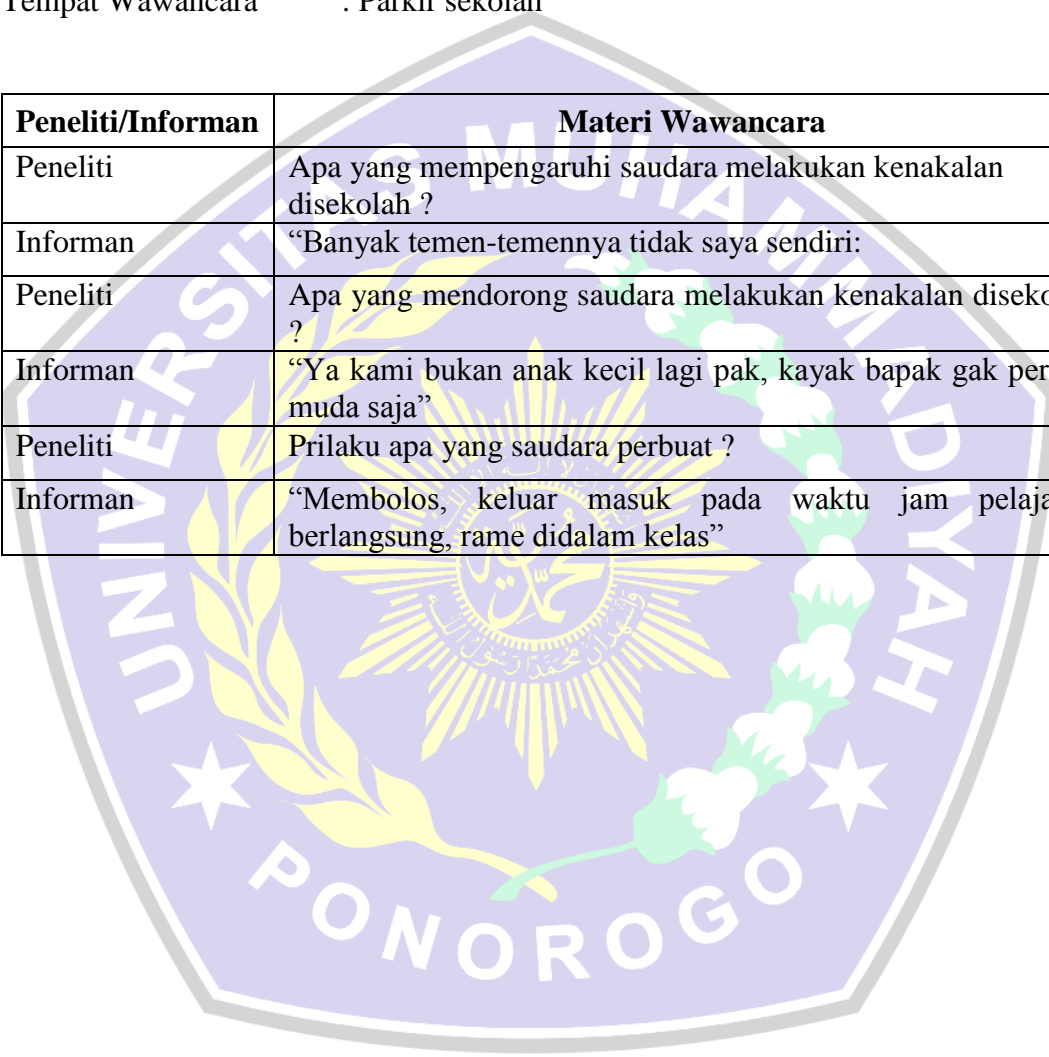 Tempat Wawancara : Parkir sekolah
Peneliti/Informan Materi Wawancara
Peneliti Apa yang mempengaruhi saudara melakukan kenakalan
disekolah ?
Informan “Banyak temen-temennya tidak saya sendiri:
Peneliti Apa yang mendorong saudara melakukan kenakalan diseko
?
Informan “Ya kami bukan anak kecil lagi pak, kayak bapak gak per
muda saja”
Peneliti Prilaku apa yang saudara perbuat ?
Informan “Membolos, keluar masuk pada waktu jam pelaja
berlangsung, rame didalam kelas”
UNIVERSITAS MUHAMMADIYAH
PONOROGO